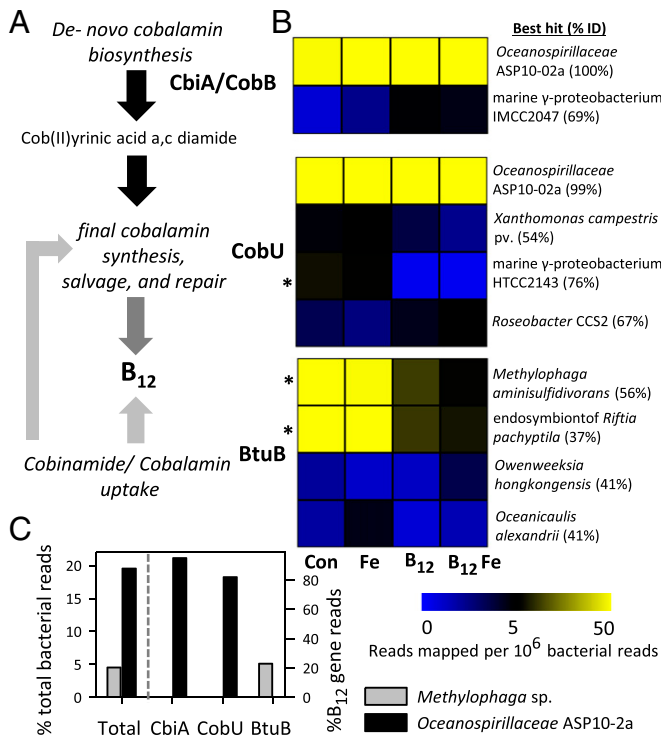 A
De- novo cobalamin
biosynthesis
CbiA/CobB
Cob(II)yrinic acid a,c diamide
final cobalamin
synthesis,
salvage, and repair
B12
Cobinamide/ Cobalamin
uptake
B
Best hit (% ID)
Oceanospirillaceae
ASP10-02a (100%)
marine γ-proteobacterium
IMCC2047 (69%)
CobU
Oceanospirillaceae
ASP10-02a (99%)
Xanthomonas campestris
pv. (54%)
*
marine γ-proteobacterium
HTCC2143 (76%)
Roseobacter CCS2 (67%)
BtuB
*
Methylophaga
aminisulfidivorans (56%)
*
endosymbiontof Riftia
pachyptila (37%)
Owenweeksia
hongkongensis (41%)
Oceanicaulis
alexandrii (41%)
Con Fe B12 B12 Fe
0 5 50
Reads mapped per 10^6 bacterial reads
C
% total bacterial reads
20
15
10
5
0
80
60
40
20
0
%B12 gene reads
Total CbiA CobU BtuB
Methylophaga sp.
Oceanospirillaceae ASP10-2a